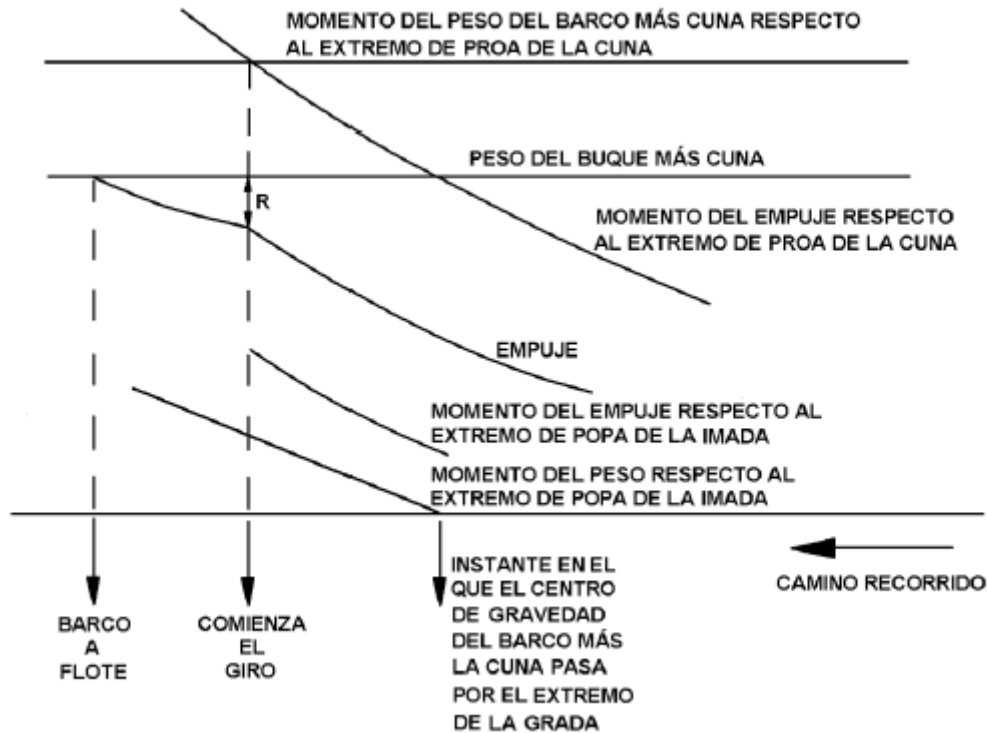 MOMENTO DEL PESO DEL BARCO MÁS CUNA RESPECTO
AL EXTREMO DE PROA DE LA CUNA
PESO DEL BUQUE MÁS CUNA
R
MOMENTO DEL EMPUJE RESPECTO
AL EXTREMO DE PROA DE LA CUNA
EMPUJE
MOMENTO DEL EMPUJE RESPECTO AL
EXTREMO DE POPA DE LA IMADA
MOMENTO DEL PESO RESPECTO AL
EXTREMO DE POPA DE LA IMADA
CAMINO RECORRIDO
BARCO
A
FLOTE
COMIENZA
EL
GIRO
INSTANTE EN EL
QUE EL CENTRO
DE GRAVEDAD
DEL BARCO MÁS
LA CUNA PASA
POR EL EXTREMO
DE LA GRADA